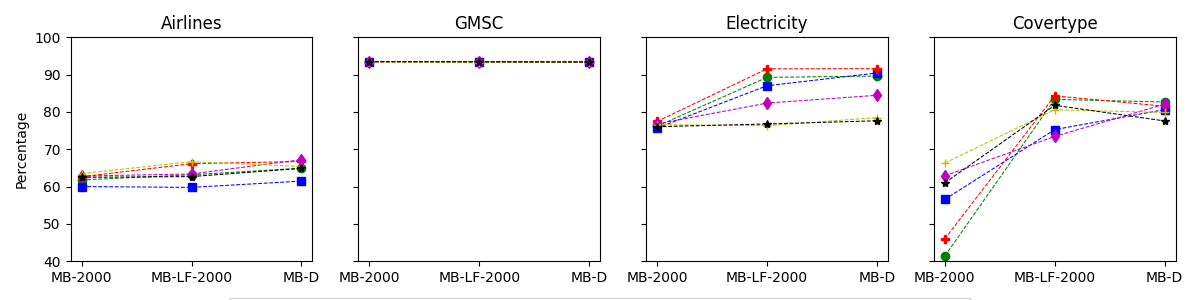 Airlines GMSC Electricity Covertype
Percentage
100
90
80
70
60
50
40
MB-2000 MB-LF-2000 MB-D MB-2000 MB-LF-2000 MB-D MB-2000 MB-LF-2000 MB-D MB-2000 MB-LF-2000 MB-D